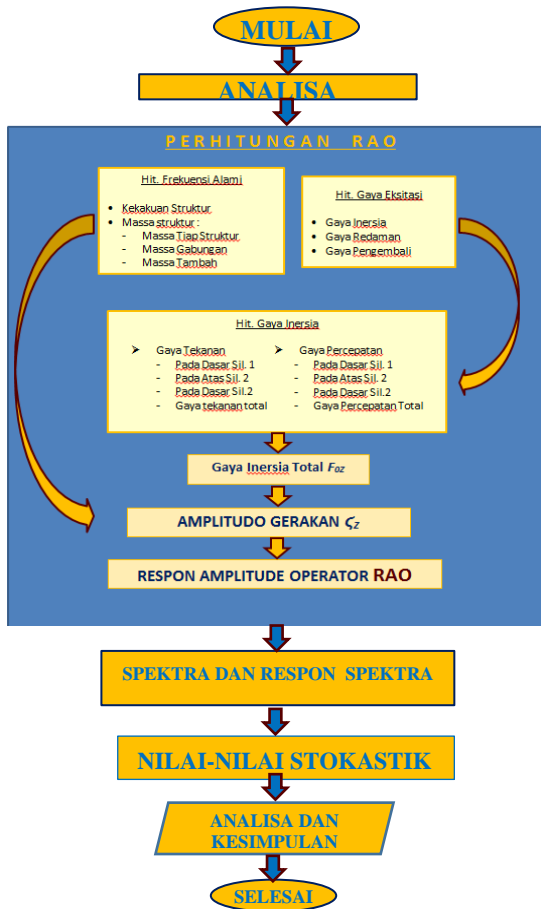 MULAI
ANALISA
PERHITUNGAN RAO
Hit. Frekuensi Alami
• Kekakuan Struktur
• Massa struktur :
- Massa Tiap Struktur
- Massa Gabungan
- Massa Tambah
Hit. Gaya Eksitasi
• Gaya Inersia
• Gaya Redaman
• Gaya Pengembali
Hit. Gaya Inersia
➤ Gaya Tekanan
- Pada Dasar Sil. 1
- Pada Atas Sil. 2
- Pada Dasar Sil.2
- Gaya tekanan total
➤ Gaya Percepatan
- Pada Dasar Sil. 1
- Pada Atas Sil. 2
- Pada Dasar Sil.2
- Gaya Percepatan Total
Gaya Inersia Total F0Z
AMPLITUDO GERAKAN ÇZ
RESPON AMPLITUDE OPERATOR RAO
SPEKTRA DAN RESPON SPEKTRA
NILAI-NILAI STOKASTIK
ANALISA DAN
KESIMPULAN
SELESAI